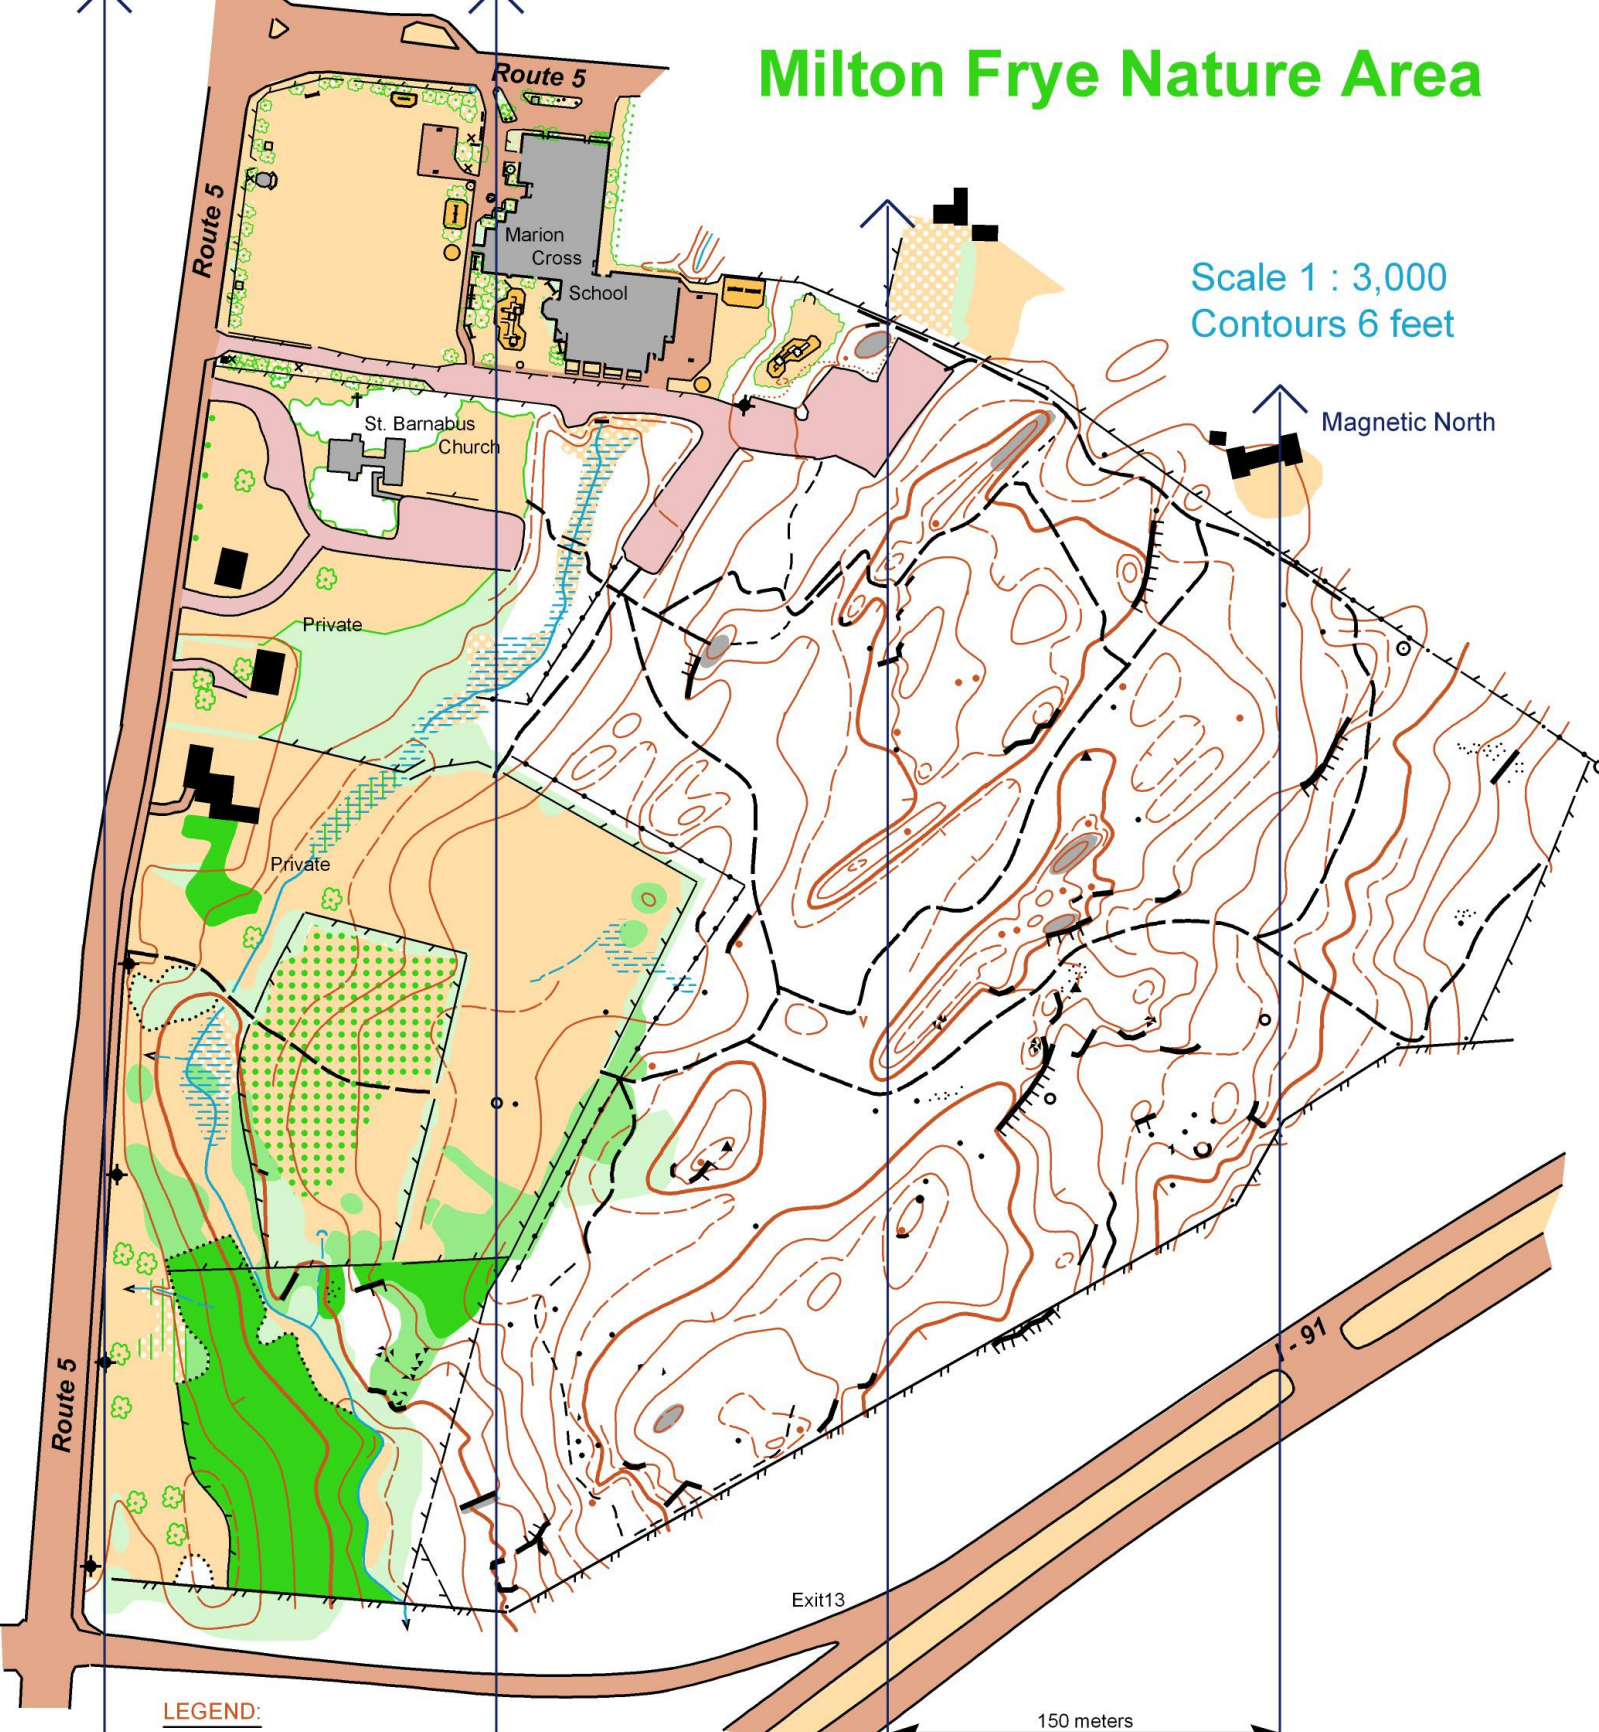 Milton Frye Nature Area
Route 5
Route 5
Marion
Cross
School
Scale 1 : 3,000
Contours 6 feet
St. Barnabus
Church
Magnetic North
Private
Private
Route 5
I - 91
Exit13
LEGEND:
150 meters